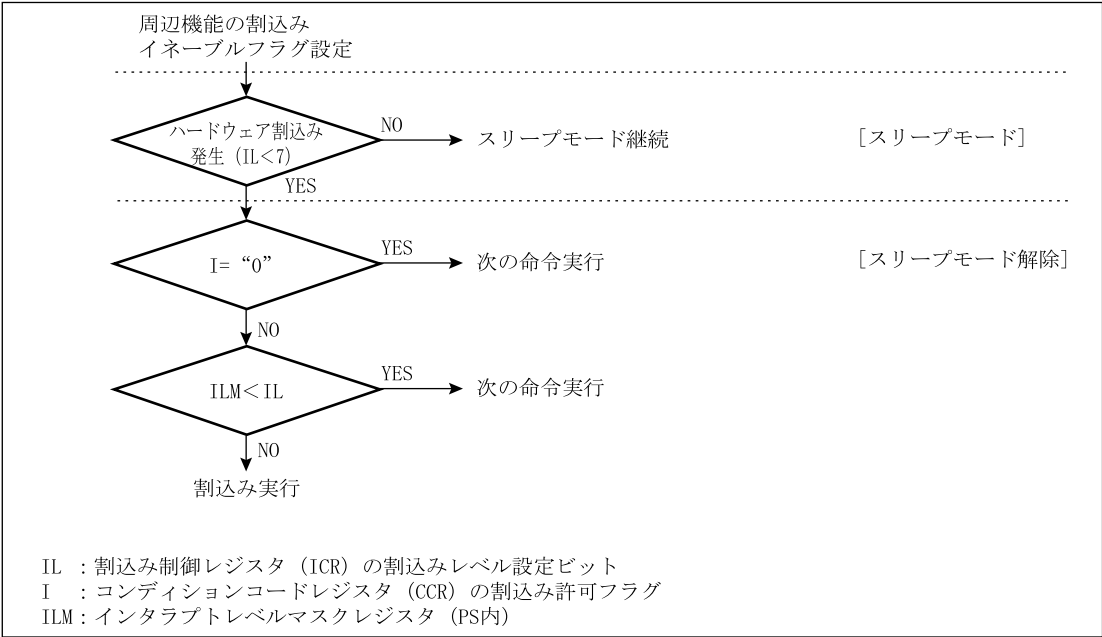 周辺機能の割込み
イネーブルフラグ設定
ハードウェア割込み
発生（IL＜7）
NO
スリープモード継続
[スリープモード]
YES
I=“0”
YES
次の命令実行
[スリープモード解除]
NO
ILM＜IL
YES
次の命令実行
NO
割込み実行
IL ：割込み制御レジスタ（ICR）の割込みレベル設定ビット
I ：コンディションコードレジスタ（CCR）の割込み許可フラグ
ILM：インタラプトレベルマスクレジスタ（PS内）